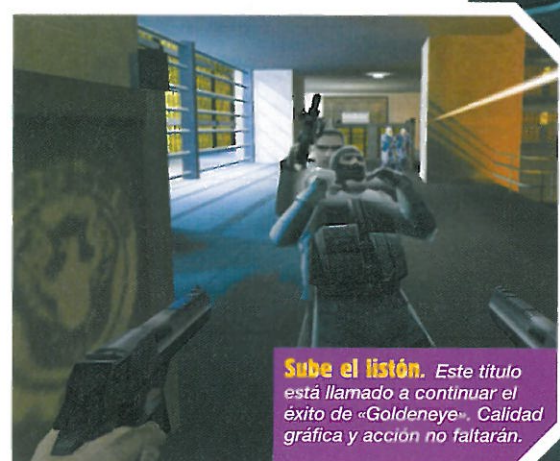 Sube el listón. Este título
está llamado a continuar el
éxito de «Goldeneye». Calidad
gráfica y acción no faltarán.